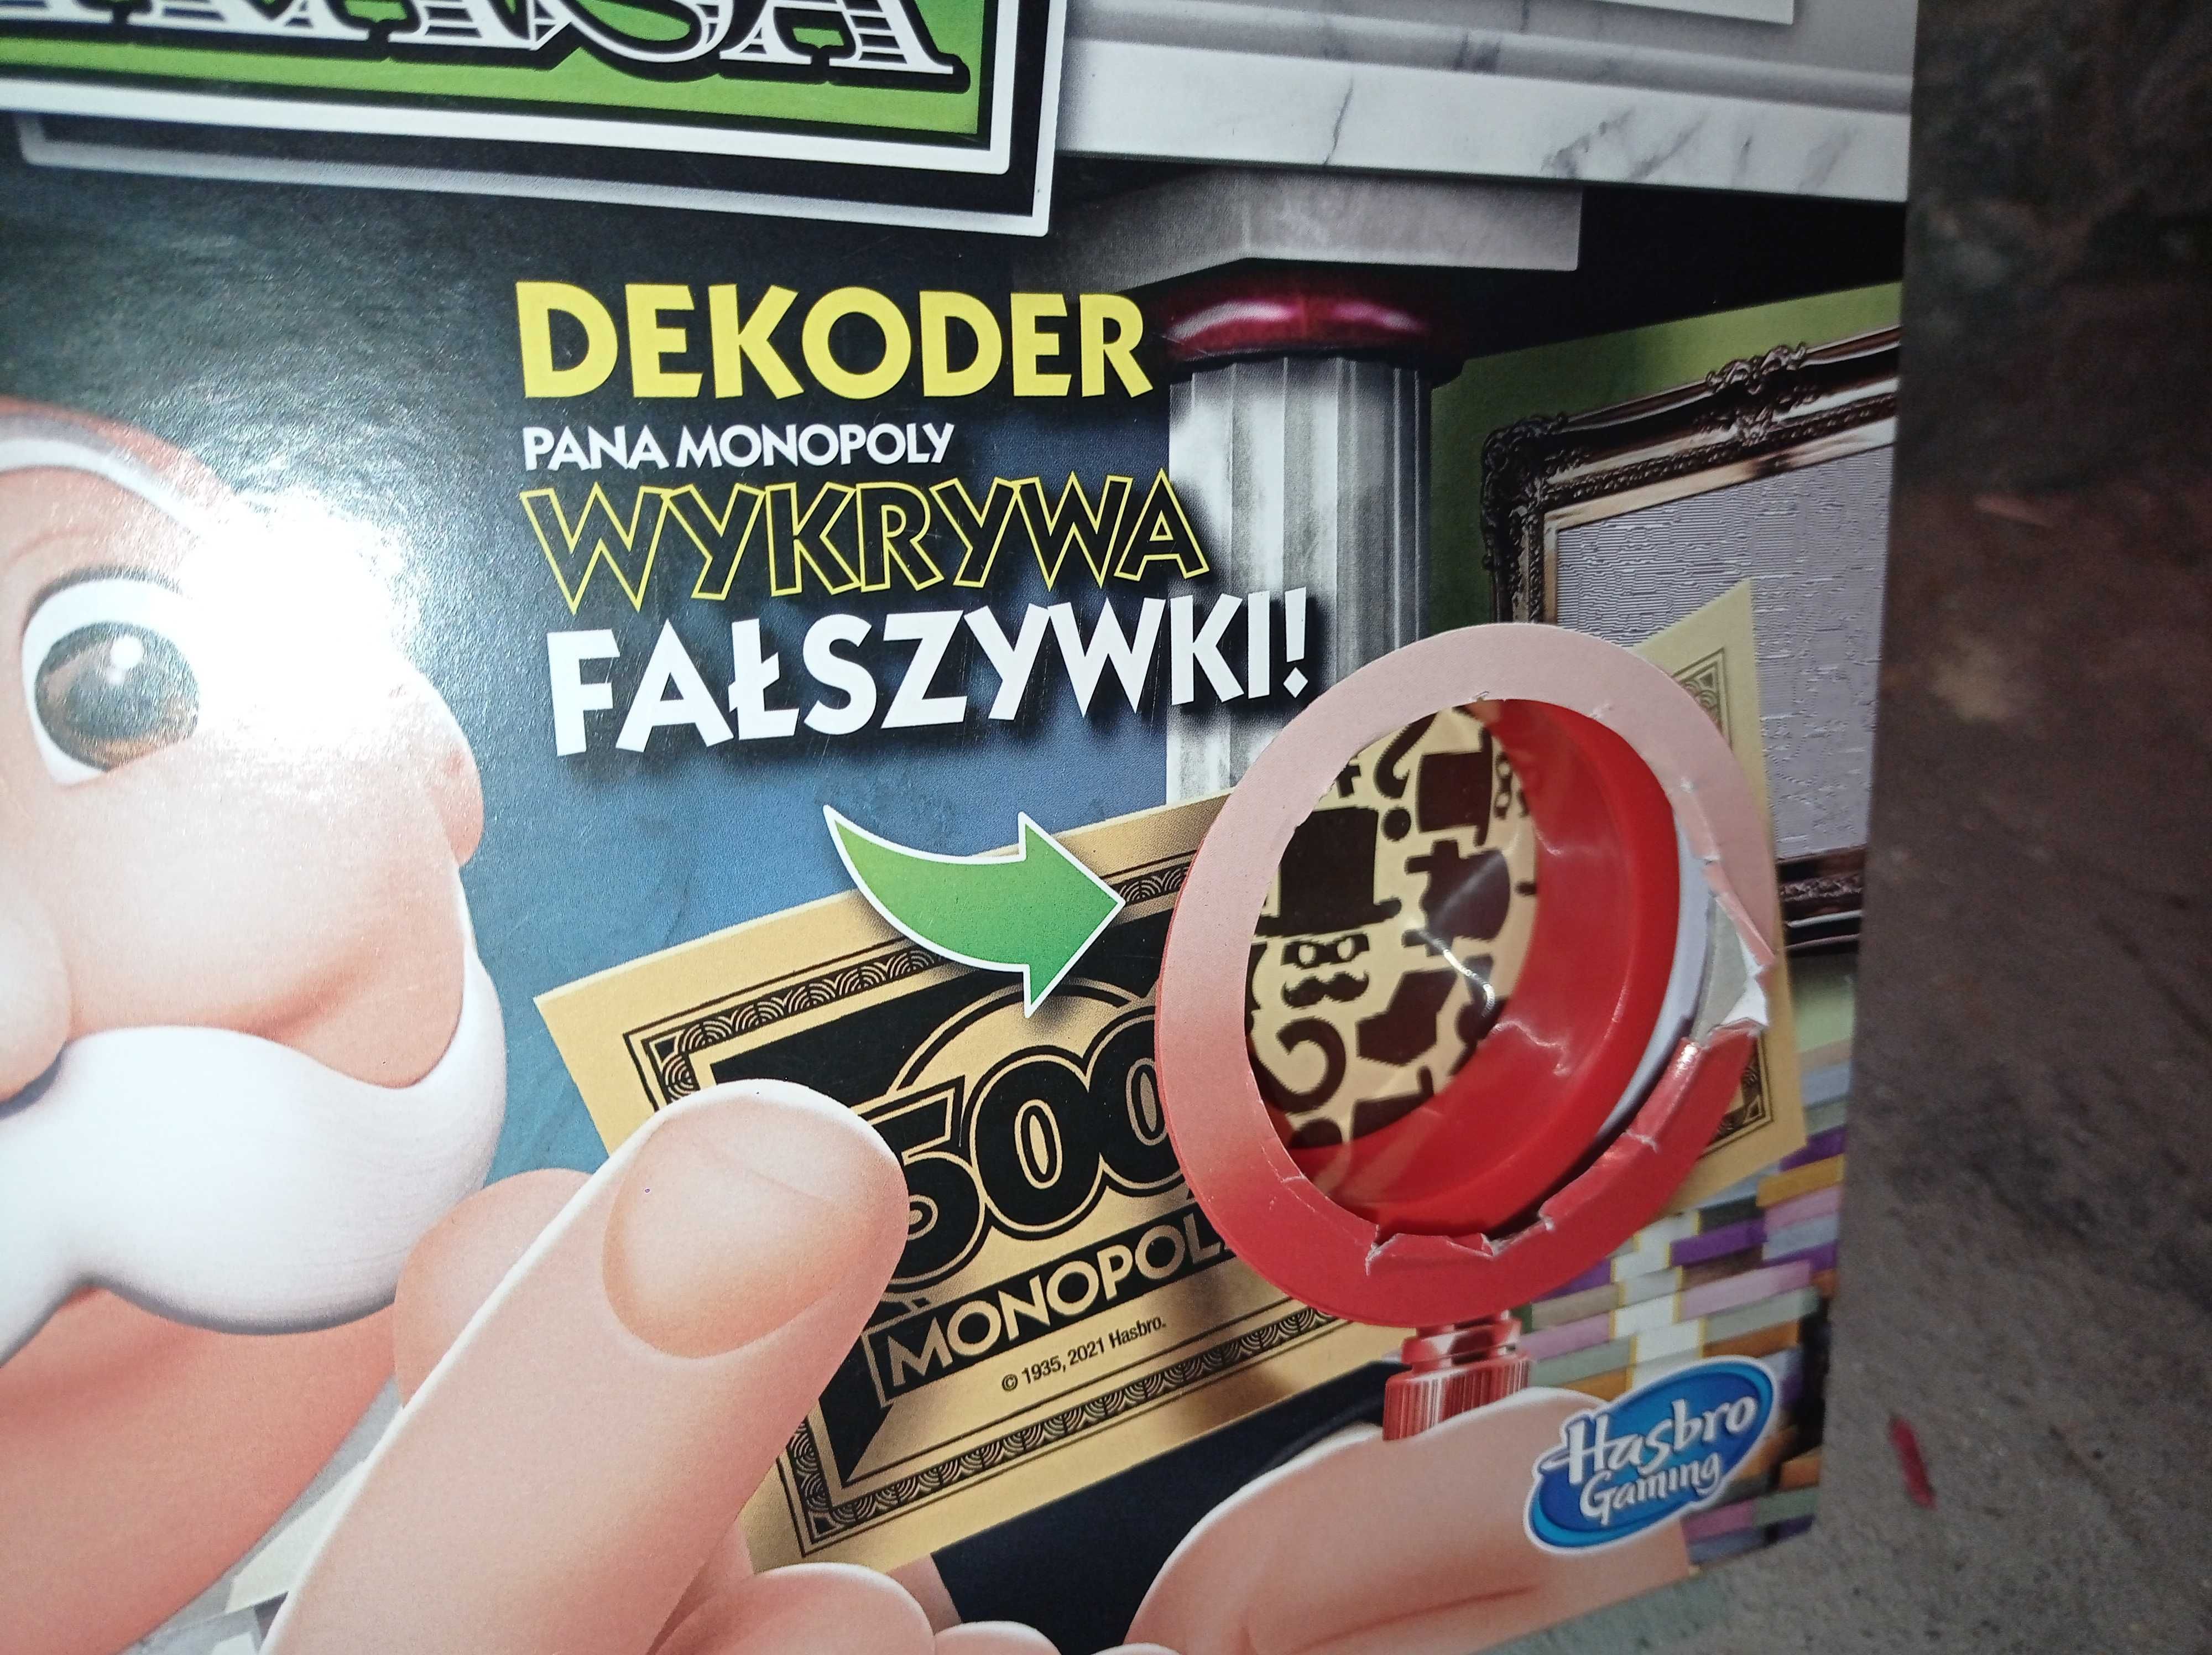 DEKODER
PANA MONOPOLY
WYKRYWA
FAŁSZYWKI!
500
MONOPOLY
© 1935, 2021 Hasbro.
Hasbro
Gaming